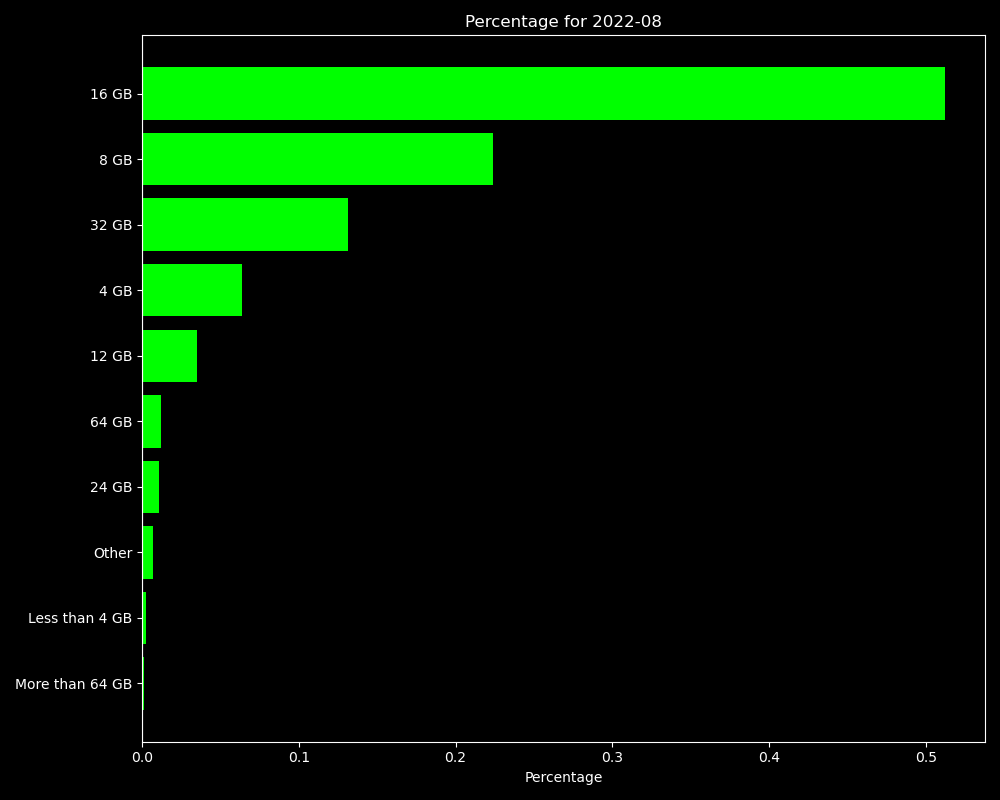 Percentage for 2022-08
16 GB
8 GB
32 GB
4 GB
12 GB
64 GB
24 GB
Other
Less than 4 GB
More than 64 GB
0.0 0.1 0.2 0.3 0.4 0.5
Percentage